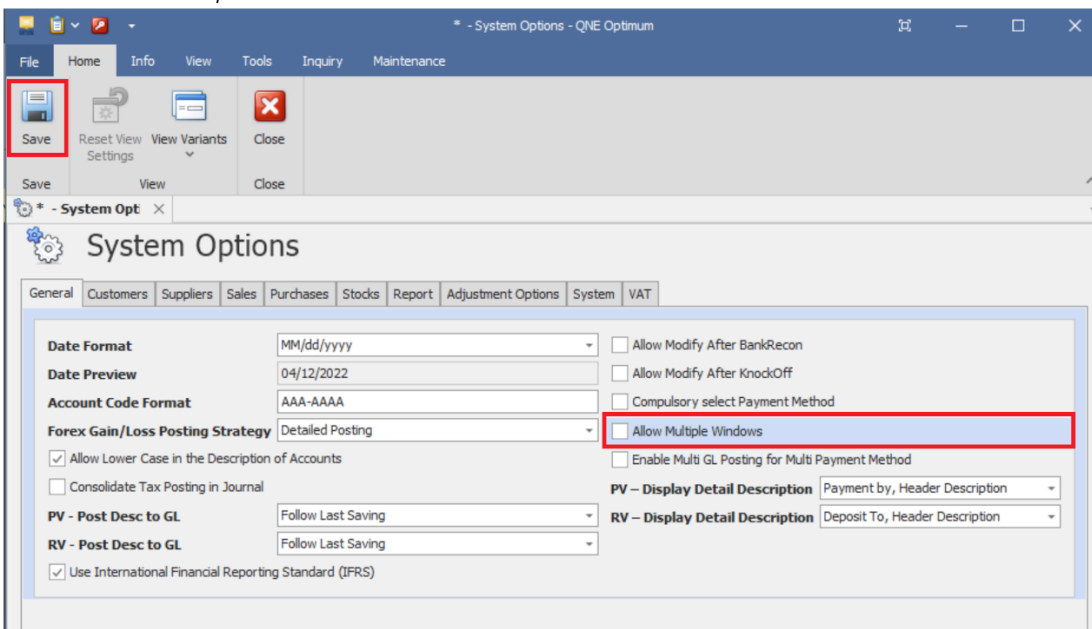 * - System Options - QNE Optimum
File Home Info View Tools Inquiry Maintenance
Save Reset View Settings View Variants Close
Save View Close
* - System Opti
System Options
General Customers Suppliers Sales Purchases Stocks Report Adjustment Options System VAT
Date Format MM/dd/yyyy Allow Modify After BankRecon
Date Preview 04/12/2022 Allow Modify After KnockOff
Account Code Format AAA-AAAA Compulsory select Payment Method
Forex Gain/Loss Posting Strategy Detailed Posting Allow Multiple Windows
Allow Lower Case in the Description of Accounts Enable Multi GL Posting for Multi Payment Method
Consolidate Tax Posting in Journal PV – Display Detail Description Payment by, Header Description
PV - Post Desc to GL Follow Last Saving RV – Display Detail Description Deposit To, Header Description
RV - Post Desc to GL Follow Last Saving
Use International Financial Reporting Standard (IFRS)